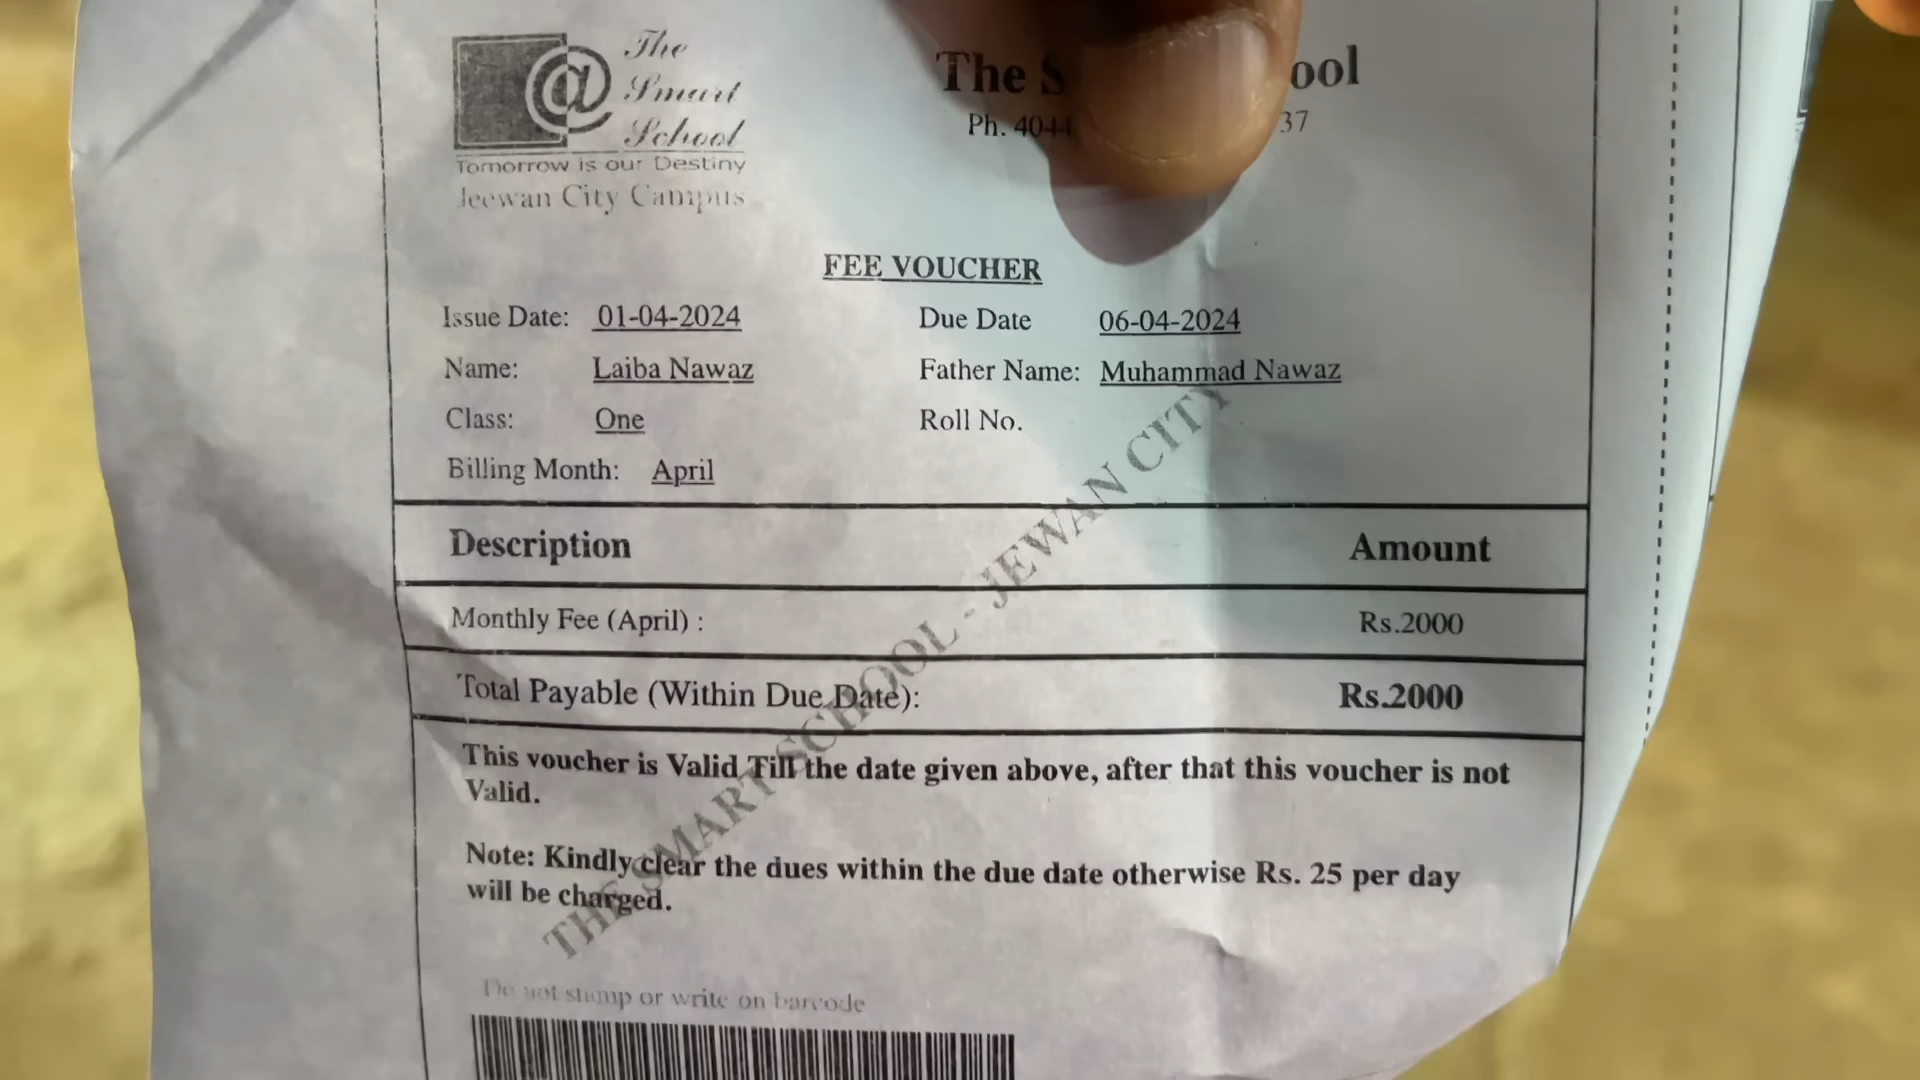 The
Smart
School
Tomorrow is our Destiny
Jeewan City Campus
The S ool
Ph. 4044 37
FEE VOUCHER
Issue Date: 01-04-2024 Due Date 06-04-2024
Name: Laiba Nawaz Father Name: Muhammad Nawaz
Class: One Roll No.
Billing Month: April
Description Amount
Monthly Fee (April) : Rs.2000
Total Payable (Within Due Date): Rs.2000
This voucher is Valid Till the date given above, after that this voucher is not
Valid.
Note: Kindly clear the dues within the due date otherwise Rs. 25 per day
will be charged.
THE SMART SCHOOL - JEWAN CITY
Do not stamp or write on barcode